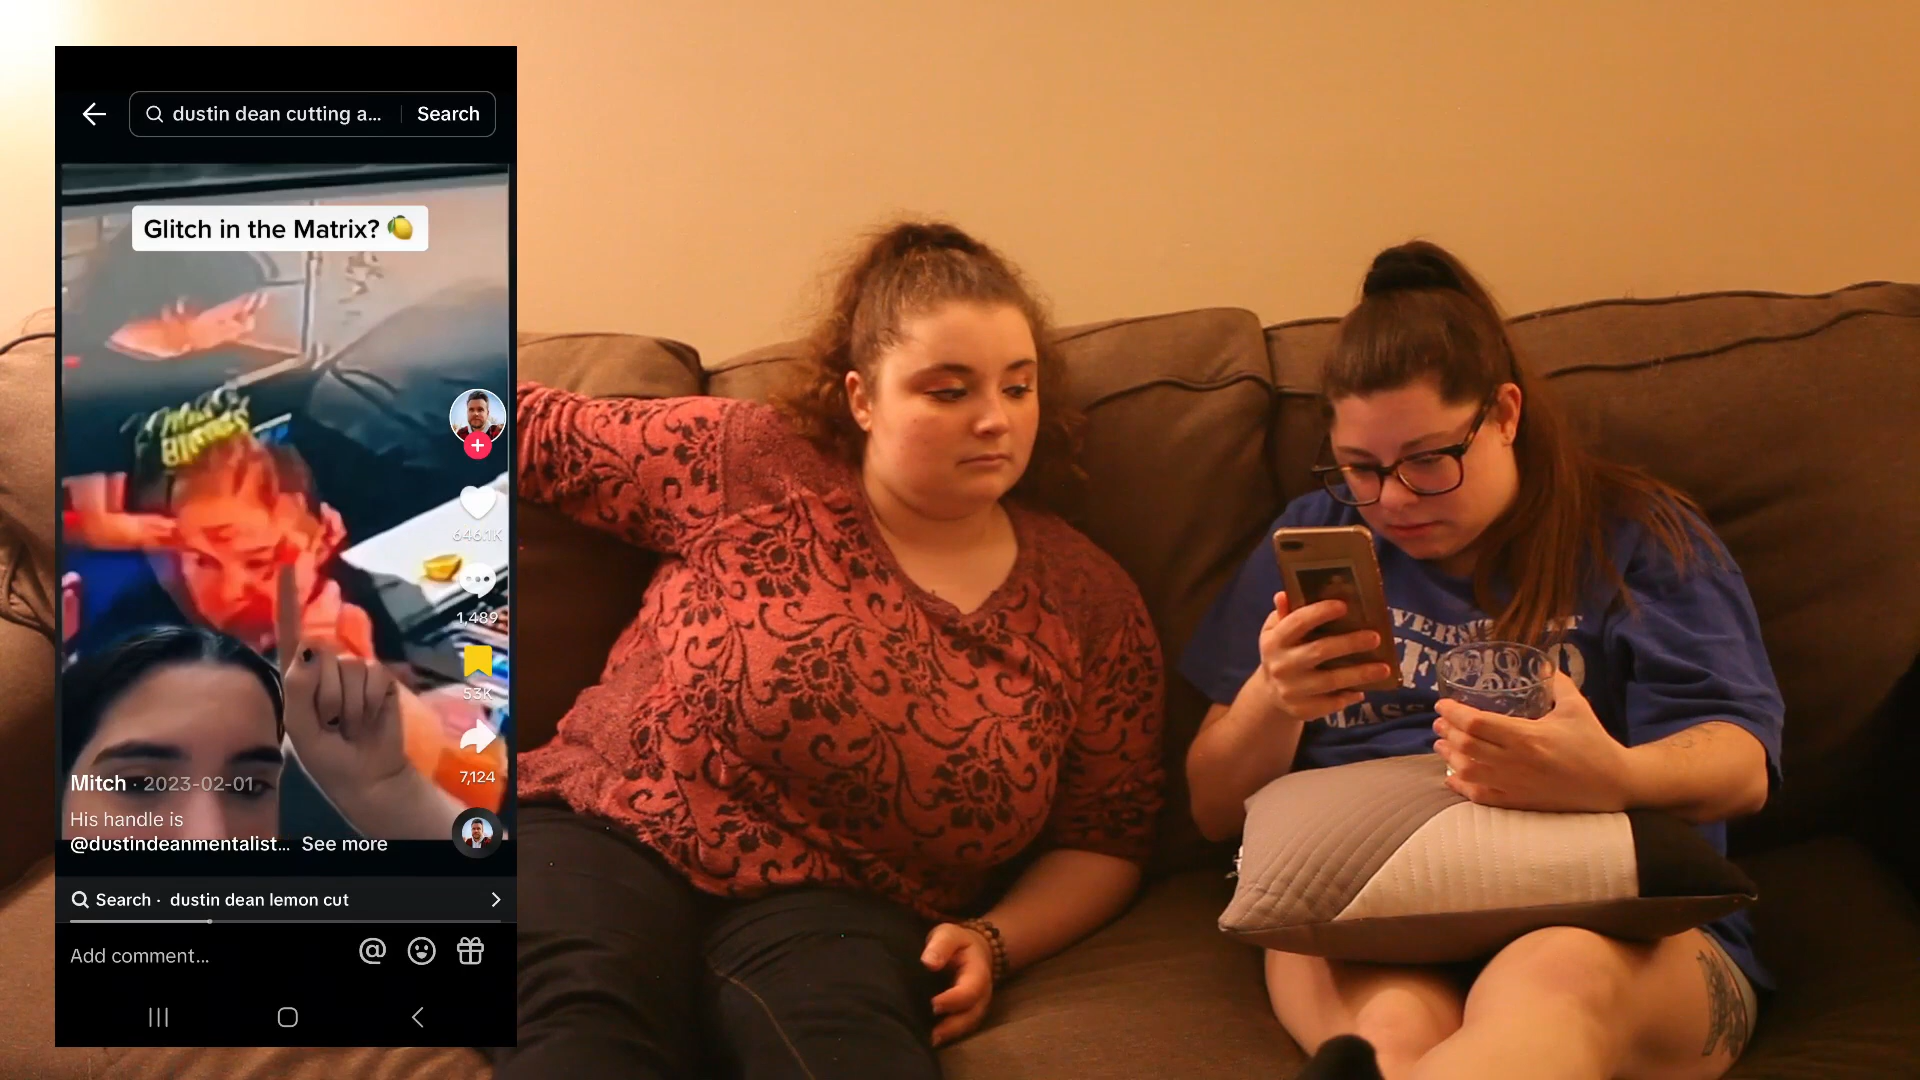 dustin dean cutting a... Search
Glitch in the Matrix? 🍋
646.1K
1,489
53K
7,124
Mitch · 2023-02-01
His handle is
@dustindeanmentalist... See more
Search · dustin dean lemon cut
Add comment...
CLASS